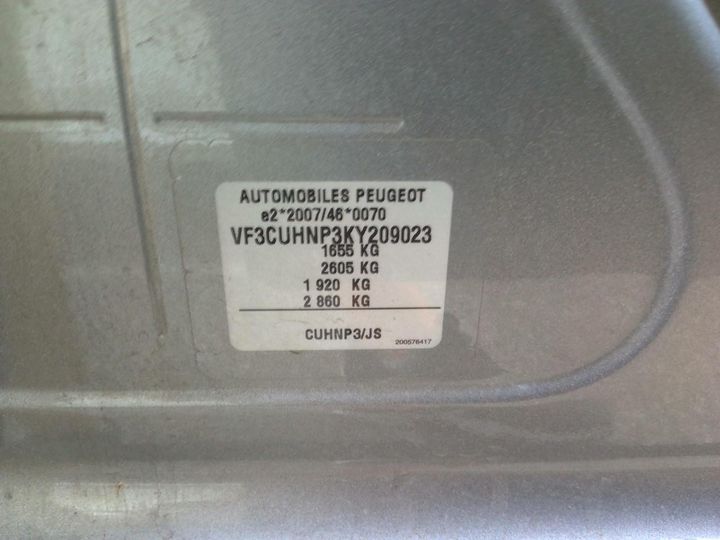 AUTOMOBILES PEUGEOT
e2*2007/46*0070
VF3CUHNP3KY209023
1655 KG
2605 KG
1 920 KG
2 860 KG
CUHNP3/JS
200576417